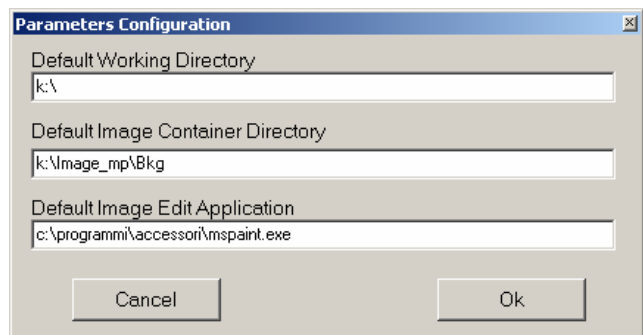 Parameters Configuration
Default Working Directory
k:\
Default Image Container Directory
k:\Image_mp\Bkg
Default Image Edit Application
c:\programmi\accessori\mspaint.exe
Cancel Ok